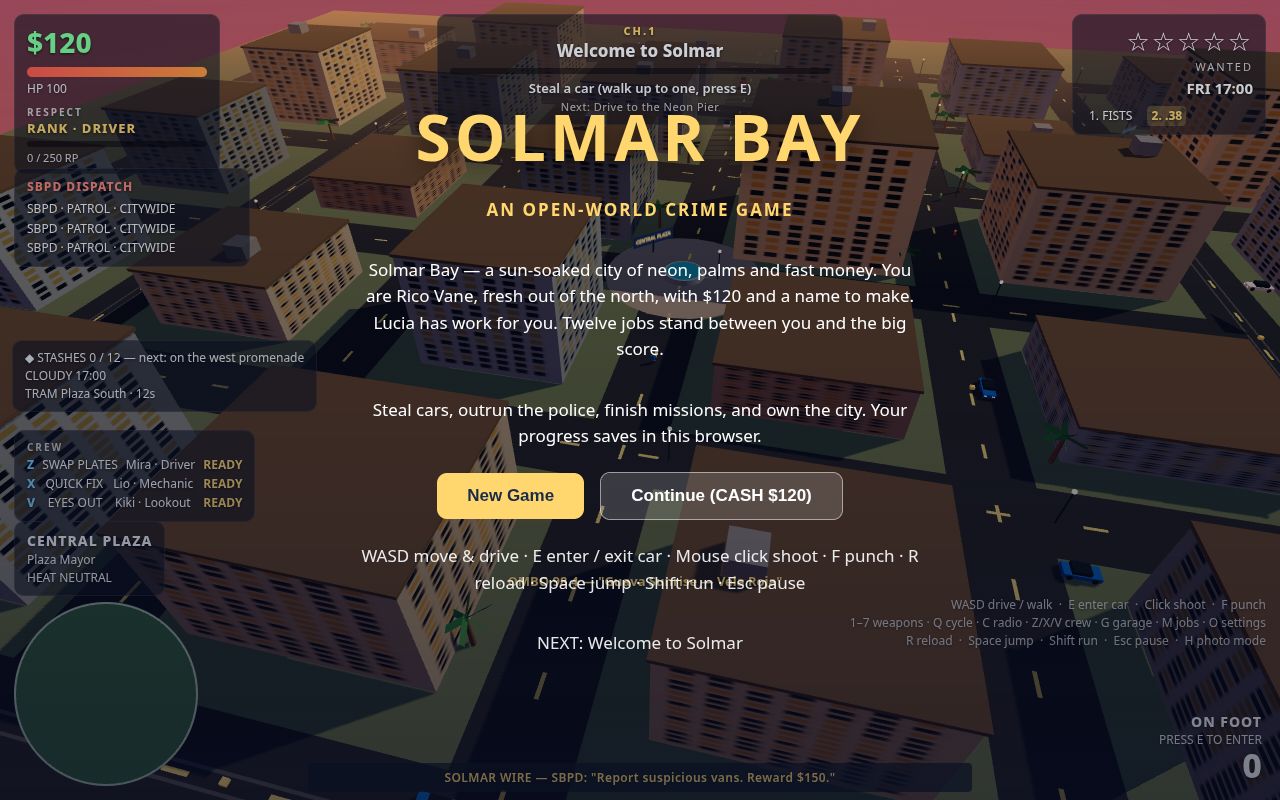 $120
HP 100
RESPECT
RANK · DRIVER
0 / 250 RP
SBPD DISPATCH
SBPD · PATROL · CITYWIDE
SBPD · PATROL · CITYWIDE
SBPD · PATROL · CITYWIDE
CH.1
Welcome to Solmar
Steal a car (walk up to one, press E)
Next: Drive to the Neon Pier
☆☆☆☆☆
WANTED
FRI 17:00
1. FISTS 2. .38
SOLMAR BAY
AN OPEN-WORLD CRIME GAME
CENTRAL PLAZA
Solmar Bay — a sun-soaked city of neon, palms and fast money. You
are Rico Vane, fresh out of the north, with $120 and a name to make.
Lucia has work for you. Twelve jobs stand between you and the big
score.
Steal cars, outrun the police, finish missions, and own the city. Your
progress saves in this browser.
New Game
Continue (CASH $120)
WASD move & drive · E enter / exit car · Mouse click shoot · F punch · R
reload · Space jump · Shift run · Esc pause
NEXT: Welcome to Solmar
◆ STASHES 0 / 12 — next: on the west promenade
CLOUDY 17:00
TRAM Plaza South · 12s
CREW
Z SWAP PLATES Mira · Driver READY
X QUICK FIX Lio · Mechanic READY
V EYES OUT Kiki · Lookout READY
CENTRAL PLAZA
Plaza Mayor
HEAT NEUTRAL
WASD drive / walk · E enter car · Click shoot · F punch
1–7 weapons · Q cycle · C radio · Z/X/V crew · G garage · M jobs · O settings
R reload · Space jump · Shift run · Esc pause · H photo mode
ON FOOT
PRESS E TO ENTER
0
SOLMAR WIRE — SBPD: "Report suspicious vans. Reward $150."